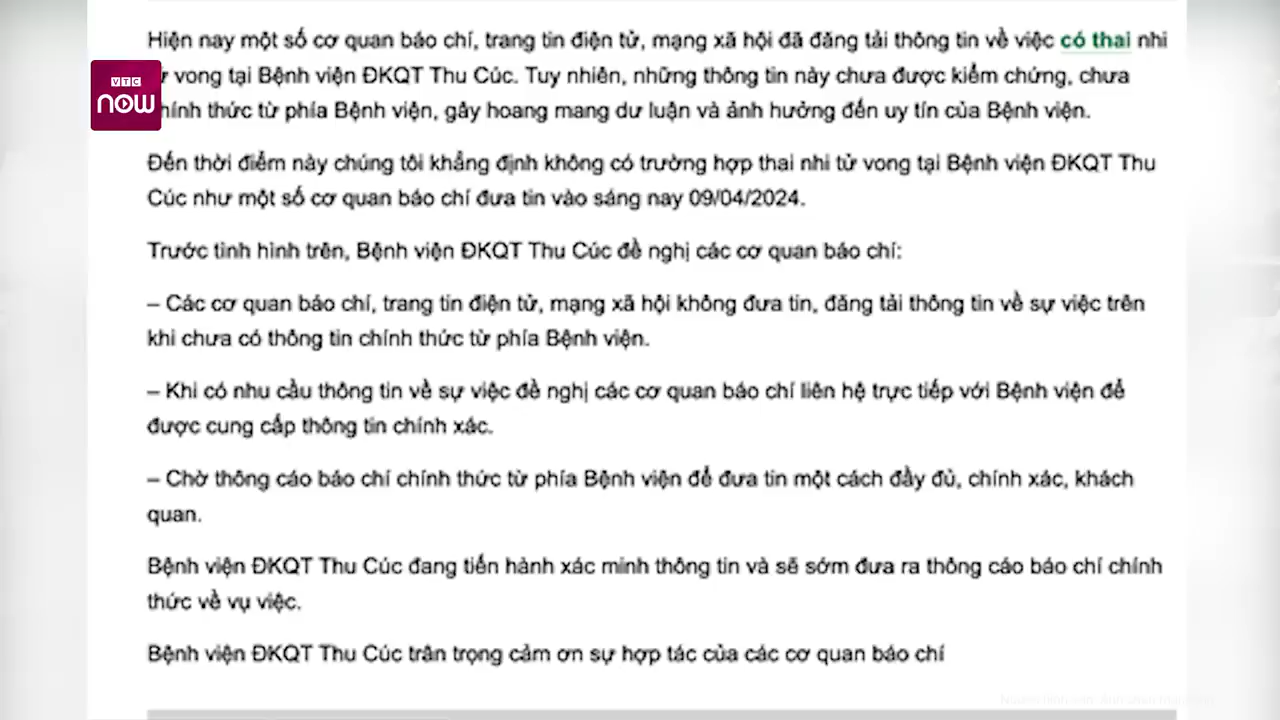 Hiện nay một số cơ quan báo chí, trang tin điện tử, mạng xã hội đã đăng tải thông tin về việc có thai nhi
vong tại Bệnh viện ĐKQT Thu Cúc. Tuy nhiên, những thông tin này chưa được kiểm chứng, chưa
VTC
NOW
thức từ phía Bệnh viện, gây hoang mang dư luận và ảnh hưởng đến uy tín của Bệnh viện.
Đến thời điểm này chúng tôi khẳng định không có trường hợp thai nhi tử vong tại Bệnh viện ĐKQT Thu
Cúc như một số cơ quan báo chí đưa tin vào sáng nay 09/04/2024.
Trước tình hình trên, Bệnh viện ĐKQT Thu Cúc đề nghị các cơ quan báo chí:
– Các cơ quan báo chí, trang tin điện tử, mạng xã hội không đưa tin, đăng tải thông tin về sự việc trên
khi chưa có thông tin chính thức từ phía Bệnh viện.
– Khi có nhu cầu thông tin về sự việc đề nghị các cơ quan báo chí liên hệ trực tiếp với Bệnh viện để
được cung cấp thông tin chính xác.
– Chờ thông cáo báo chí chính thức từ phía Bệnh viện để đưa tin một cách đầy đủ, chính xác, khách
quan.
Bệnh viện ĐKQT Thu Cúc đang tiến hành xác minh thông tin và sẽ sớm đưa ra thông cáo báo chí chính
thức về vụ việc.
Bệnh viện ĐKQT Thu Cúc trân trọng cảm ơn sự hợp tác của các cơ quan báo chí